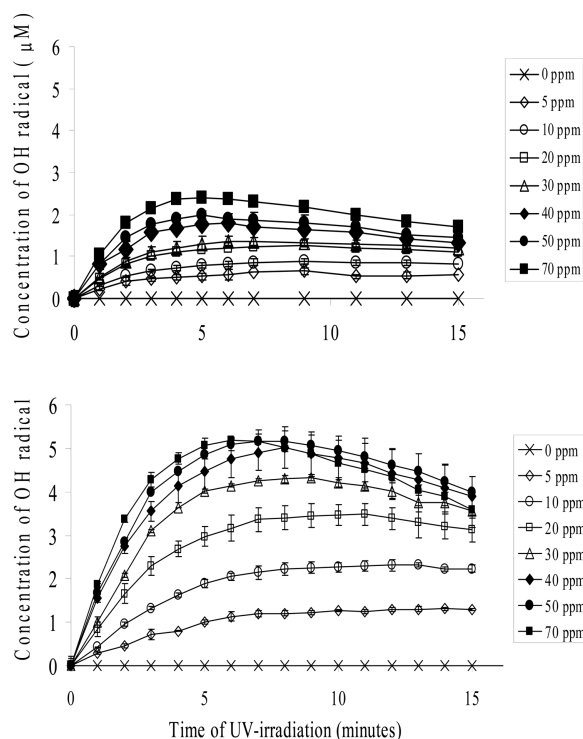 Concentration of OH radical ( μM)
6
5
4
3
2
1
0
0 5 10 15
0 ppm
5 ppm
10 ppm
20 ppm
30 ppm
40 ppm
50 ppm
70 ppm
Concentration of OH radical
6
5
4
3
2
1
0
0 5 10 15
Time of UV-irradiation (minutes)
0 ppm
5 ppm
10 ppm
20 ppm
30 ppm
40 ppm
50 ppm
70 ppm